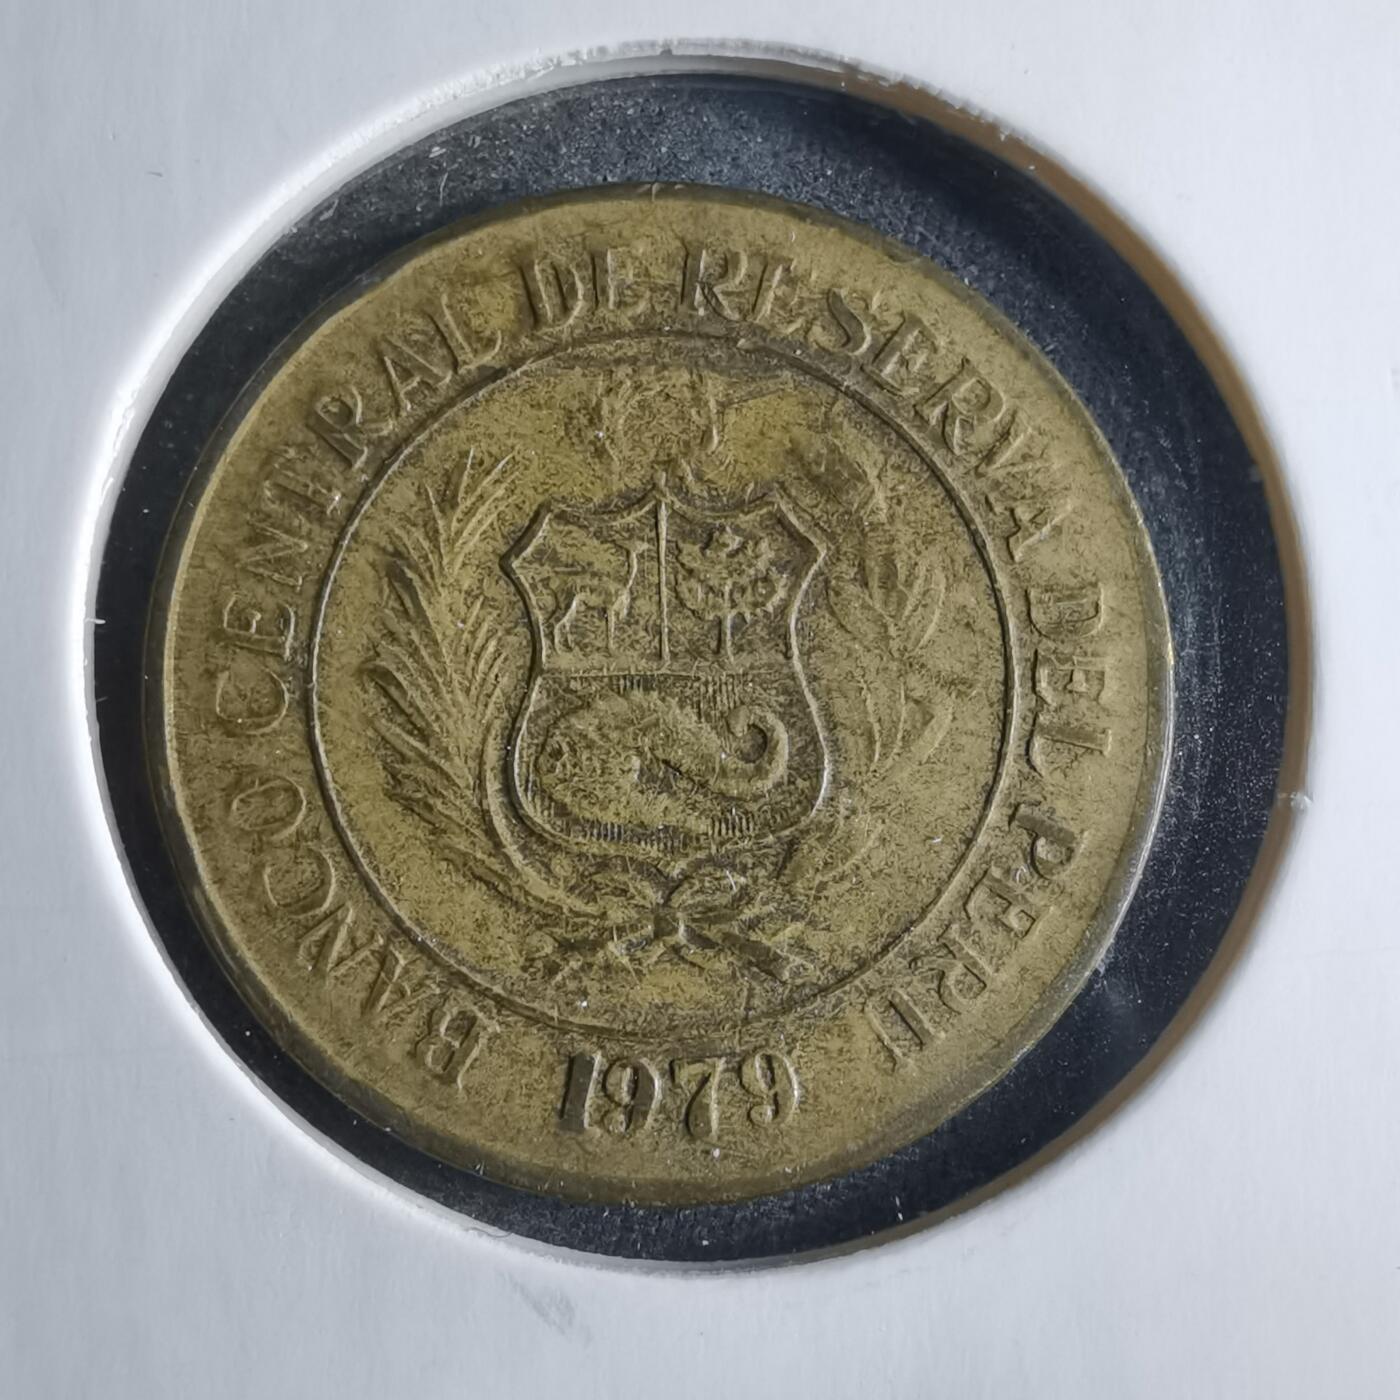 BANCO CENTRAL DE RESERVA DEL PERU
1979